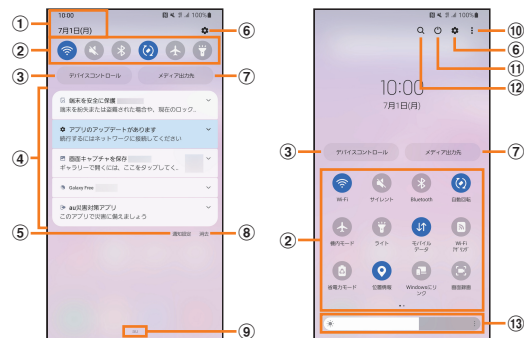 10:00
100%
7月1日(月)
① ② ③ ④ ⑤ ⑥ ⑦ ⑧ ⑨
デバイスコントロール メディア出力先
端末を安全に保護
端末を紛失または盗難された場合や、現在のロック..
アプリのアップデートがあります
続行するにはネットワークに接続してください
画面キャプチャを保存
ギャラリーで開くには、ここをタップしてく..
Galaxy Free
au災害対策アプリ
このアプリで災害に備えましょう
通知設定 消去
au
100%
10:00
7月1日(月)
⑩ ⑪ ⑥ ⑫ ③ ⑦ ② ⑬
デバイスコントロール メディア出力先
Wi-Fi サイレント Bluetooth 自動回転
機内モード ライト モバイル
データ Wi-Fi
テザリング
省電力モード 位置情報 Windowsにリ
ンク 画面録画